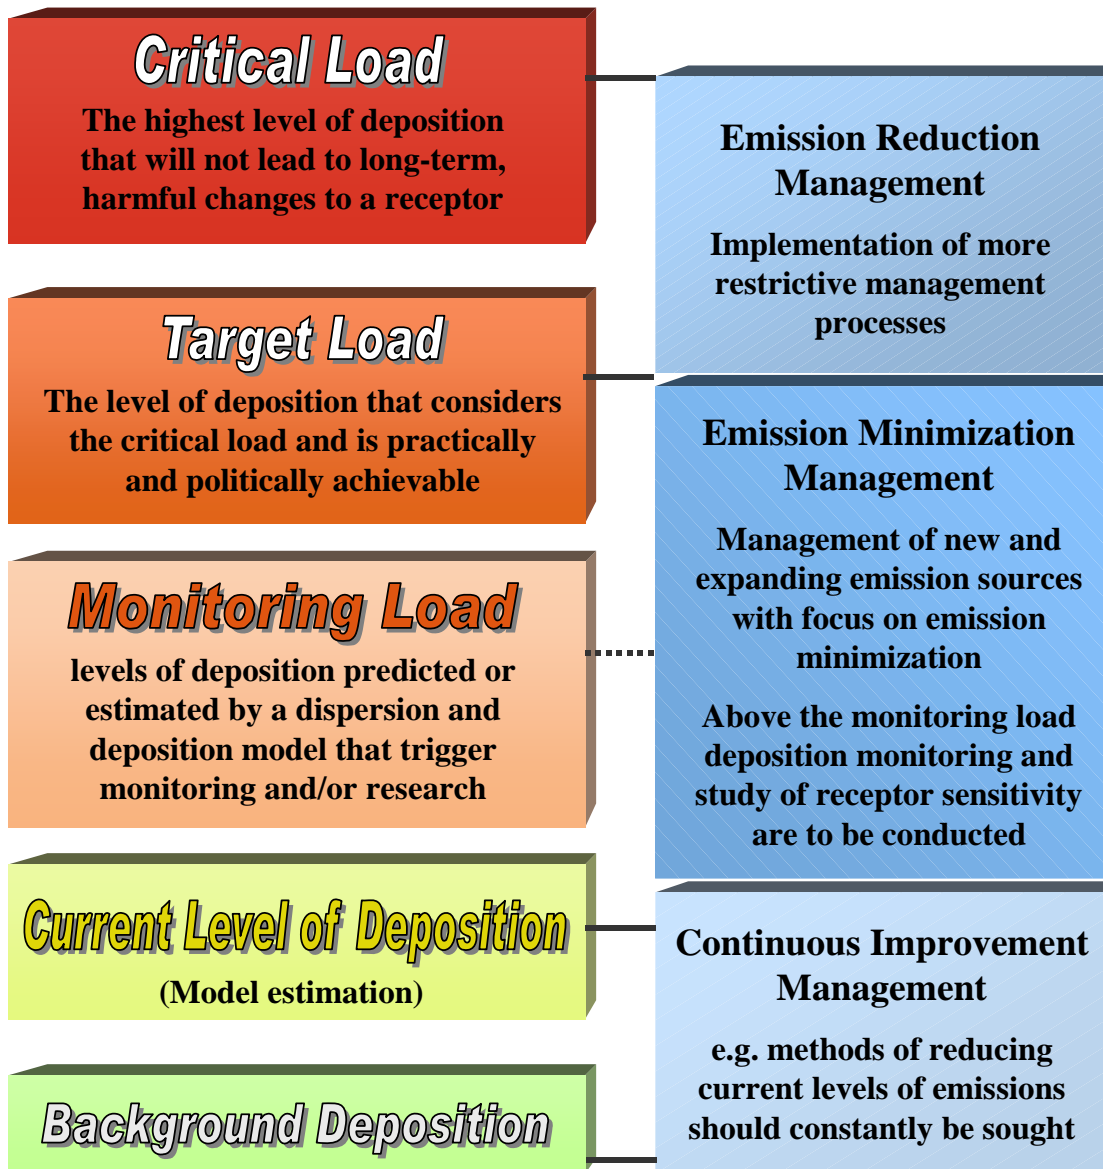 Critical Load
The highest level of deposition
that will not lead to long-term,
harmful changes to a receptor
Target Load
The level of deposition that considers
the critical load and is practically
and politically achievable
Monitoring Load
levels of deposition predicted or
estimated by a dispersion and
deposition model that trigger
monitoring and/or research
Current Level of Deposition
(Model estimation)
Background Deposition
Emission Reduction
Management
Implementation of more
restrictive management
processes
Emission Minimization
Management
Management of new and
expanding emission sources
with focus on emission
minimization
Above the monitoring load
deposition monitoring and
study of receptor sensitivity
are to be conducted
Continuous Improvement
Management
e.g. methods of reducing
current levels of emissions
should constantly be sought